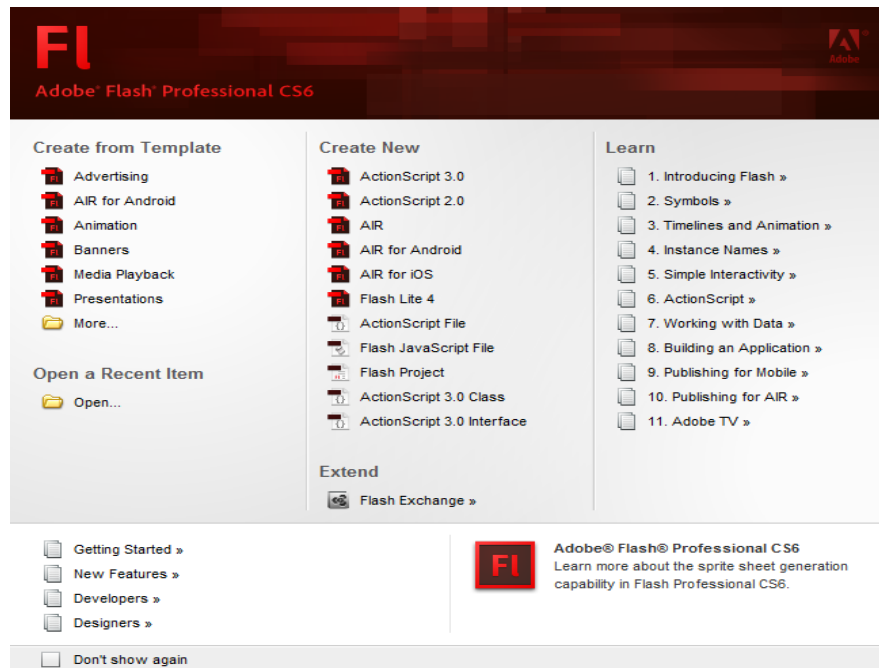 Fl
Adobe
Adobe® Flash® Professional CS6
Create from Template
Advertising
AIR for Android
Animation
Banners
Media Playback
Presentations
More...
Open a Recent Item
Open...
Create New
ActionScript 3.0
ActionScript 2.0
AIR
AIR for Android
AIR for iOS
Flash Lite 4
ActionScript File
Flash JavaScript File
Flash Project
ActionScript 3.0 Class
ActionScript 3.0 Interface
Extend
Flash Exchange »
Learn
1. Introducing Flash »
2. Symbols »
3. Timelines and Animation »
4. Instance Names »
5. Simple Interactivity »
6. ActionScript »
7. Working with Data »
8. Building an Application »
9. Publishing for Mobile »
10. Publishing for AIR »
11. Adobe TV »
Getting Started »
New Features »
Developers »
Designers »
Fl
Adobe® Flash® Professional CS6
Learn more about the sprite sheet generation
capability in Flash Professional CS6.
Don't show again